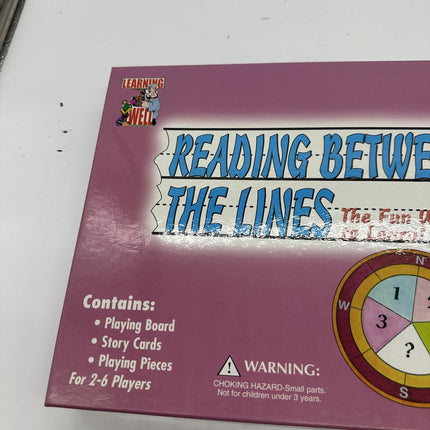 LEARNING
WELL
READING BETWE
THE LINES The Fun W
Contains:
• Playing Board
• Story Cards
• Playing Pieces
For 2-6 Players
WARNING:
CHOKING HAZARD-Small parts.
Not for children under 3 years.
N
W
S
1
3
?